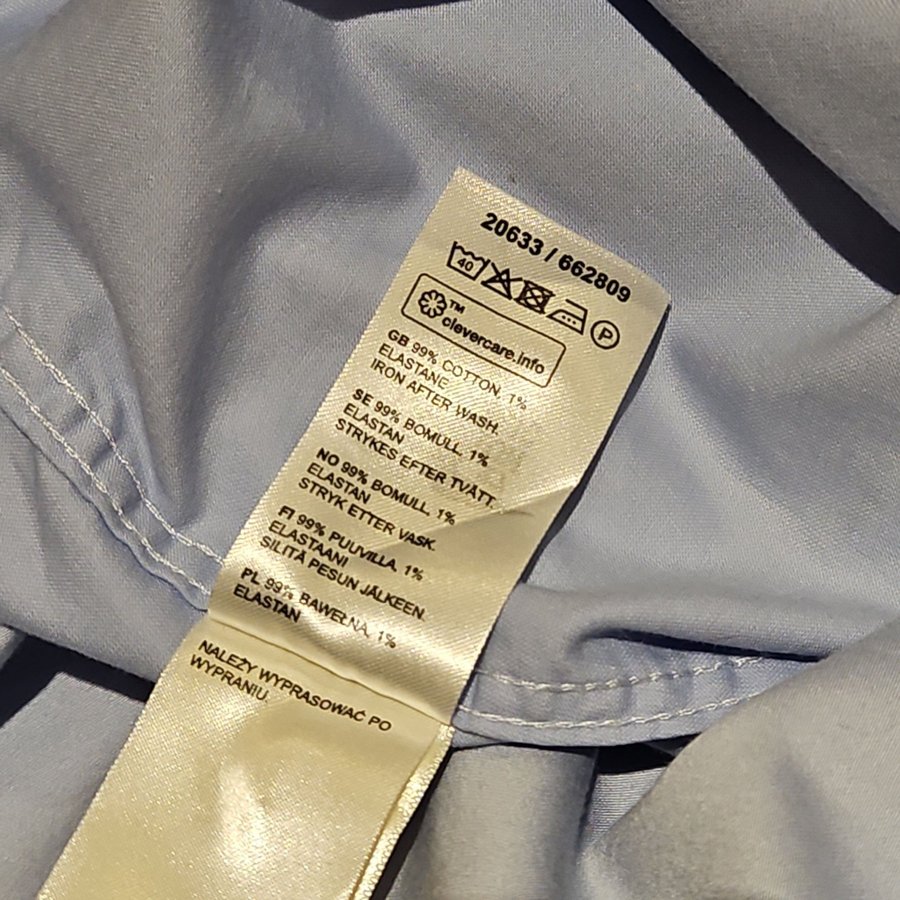 20633 / 662809
40 P
™
clevercare.info
GB 99% COTTON, 1%
ELASTANE
IRON AFTER WASH.
SE 99% BOMULL, 1%
ELASTAN
STRYKES EFTER TVÄTT.
NO 99% BOMULL, 1%
ELASTAN
STRYK ETTER VASK.
FI 99% PUUVILLA, 1%
ELASTAANI
SILITÄ PESUN JÄLKEEN.
PL 99% BAWEŁNA, 1%
ELASTAN
NALEŻY WYPRASOWAĆ PO
WYPRANIU.